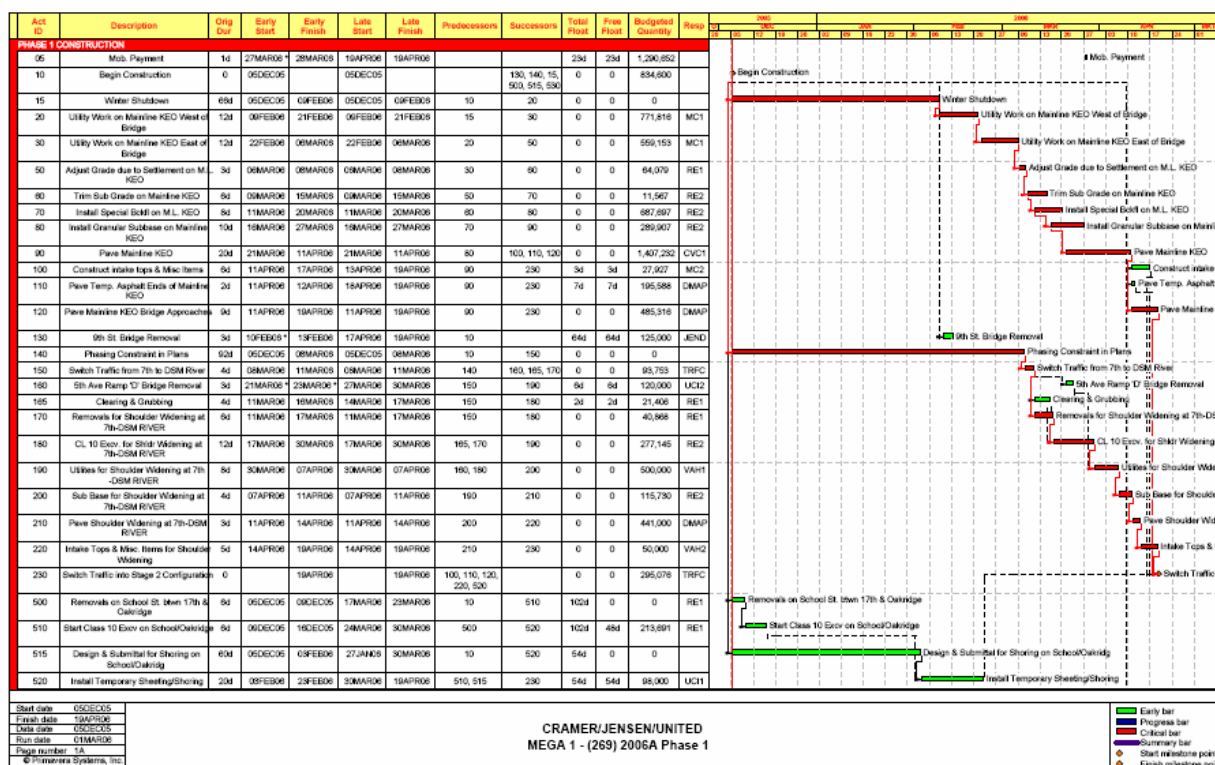 Act ID Description Orig Dur Early Start Early Finish Late Start Late Finish Predecessors Successors Total Float Free Float Budgeted Quantity Resp 2005 2006
PHASE 1 CONSTRUCTION
05 Mob. Payment 1d 27MAR06 * 28MAR06 19APR06 19APR06 23d 23d 1,290,652 Mob. Payment
10 Begin Construction 0 05DEC05 05DEC05 130, 140, 15, 500, 515, 530 0 0 834,600 Begin Construction
15 Winter Shutdown 09FEB06 05DEC05 09FEB06 10 20 0 0 0 Winter Shutdown
20 Utility Work on Mainline KEO West of Bridge 12d 09FEB06 21FEB06 09FEB06 21FEB06 15 30 0 0 771,816 MC1 Utility Work on Mainline KEO West of Bridge
30 Utility Work on Mainline KEO East of Bridge 12d 22FEB06 06MAR06 22FEB06 06MAR06 20 50 0 0 559,153 MC1 Utility Work on Mainline KEO East of Bridge
50 Adjust Grade due to Settlement on M.L. KEO 3d 06MAR06 08MAR06 06MAR06 08MAR06 30 60 0 0 64,079 RE1 Adjust Grade due to Settlement on M.L. KEO
60 Trim Sub Grade on Mainline KEO 6d 09MAR06 15MAR06 09MAR06 15MAR06 50 70 0 0 11,567 RE2 Trim Sub Grade on Mainline KEO
70 Install Special Bckfl on M.L. KEO 8d 11MAR06 20MAR06 11MAR06 20MAR06 60 80 0 0 687,697 RE2 Install Special Bckfl on M.L. KEO
80 Install Granular Subbase on Mainline KEO 10d 16MAR06 27MAR06 16MAR06 27MAR06 70 90 0 0 289,907 RE2 Install Granular Subbase on Mainli
90 Pave Mainline KEO 20d 21MAR06 11APR06 21MAR06 11APR06 80 100, 110, 120 0 0 1,407,232 CVC1 Pave Mainline KEO
100 Construct intake tops & Misc Items 6d 11APR06 17APR06 13APR06 19APR06 90 230 3d 3d 27,927 MC2 Construct intake
110 Pave Temp. Asphalt Ends of Mainline KEO 2d 11APR06 12APR06 18APR06 19APR06 90 230 7d 7d 195,588 DMAP Pave Temp. Asphalt
120 Pave Mainline KEO Bridge Approaches 9d 11APR06 19APR06 11APR06 19APR06 90 230 0 0 485,316 DMAP Pave Mainline
130 9th St. Bridge Removal 3d 10FEB06 * 13FEB06 17APR06 19APR06 10 64d 64d 125,000 JEND 9th St. Bridge Removal
140 Phasing Constraint in Plans 92d 05DEC05 08MAR06 05DEC05 08MAR06 10 150 0 0 0 Phasing Constraint in Plans
150 Switch Traffic from 7th to DSM River 4d 08MAR06 11MAR06 08MAR06 11MAR06 140 160, 165, 170 0 0 93,753 TRFC Switch Traffic from 7th to DSM River
160 5th Ave Ramp 'D' Bridge Removal 3d 21MAR06 * 23MAR06 * 27MAR06 30MAR06 150 190 6d 6d 120,000 UCI2 5th Ave Ramp 'D' Bridge Removal
165 Clearing & Grubbing 4d 11MAR06 16MAR06 14MAR06 17MAR06 150 180 2d 2d 21,406 RE1 Clearing & Grubbing
170 Removals for Shoulder Widening at 7th-DSM RIVER 6d 11MAR06 17MAR06 11MAR06 17MAR06 150 180 0 0 40,868 RE1 Removals for Shoulder Widening at 7th-DS
180 CL 10 Excv. for Shldr Widening at 7th-DSM RIVER 12d 17MAR06 30MAR06 17MAR06 30MAR06 165, 170 190 0 0 277,145 RE2 CL 10 Excv. for Shldr Widening
190 Utilites for Shoulder Widening at 7th -DSM RIVER 8d 30MAR06 07APR06 30MAR06 07APR06 160, 180 200 0 0 500,000 VAH1 Utilites for Shoulder Wide
200 Sub Base for Shoulder Widening at 7th-DSM RIVER 4d 07APR06 11APR06 07APR06 11APR06 190 210 0 0 115,730 RE2 Sub Base for Shoulde
210 Pave Shoulder Widening at 7th-DSM RIVER 3d 11APR06 14APR06 11APR06 14APR06 200 220 0 0 441,000 DMAP Pave Shoulder Wid
220 Intake Tops & Misc. Items for Shoulder Widening 5d 14APR06 19APR06 14APR06 19APR06 210 230 0 0 50,000 VAH2 Intake Tops &
230 Switch Traffic into Stage 2 Configuration 0 19APR06 19APR06 100, 110, 120, 220, 520 0 0 295,076 TRFC Switch Traffic
500 Removals on School St. btwn 17th & Oakridge 6d 05DEC05 09DEC05 17MAR06 23MAR06 10 510 102d 0 0 RE1 Removals on School St. btwn 17th & Oakridge
510 Start Class 10 Excv on School/Oakridge 6d 09DEC05 16DEC05 24MAR06 30MAR06 500 520 102d 48d 213,691 RE1 Start Class 10 Excv on School/Oakridge
515 Design & Submittal for Shoring on School/Oakridg 60d 05DEC05 03FEB06 27JAN06 30MAR06 10 520 54d 0 0 Design & Submittal for Shoring on School/Oakridg
520 Install Temporary Sheeting/Shoring 20d 03FEB06 23FEB06 30MAR06 19APR06 510, 515 230 54d 54d 98,000 UCI1 Install Temporary Sheeting/Shoring
Start date 05DEC05
Finish date 19APR06
Data date 05DEC05
Run date 01MAR06
Page number 1A
© Primavera Systems, Inc.
CRAMER/JENSEN/UNITED
MEGA 1 - (269) 2006A Phase 1
Early bar
Progress bar
Critical bar
Summary bar
Start milestone poin
Finish milestone poi